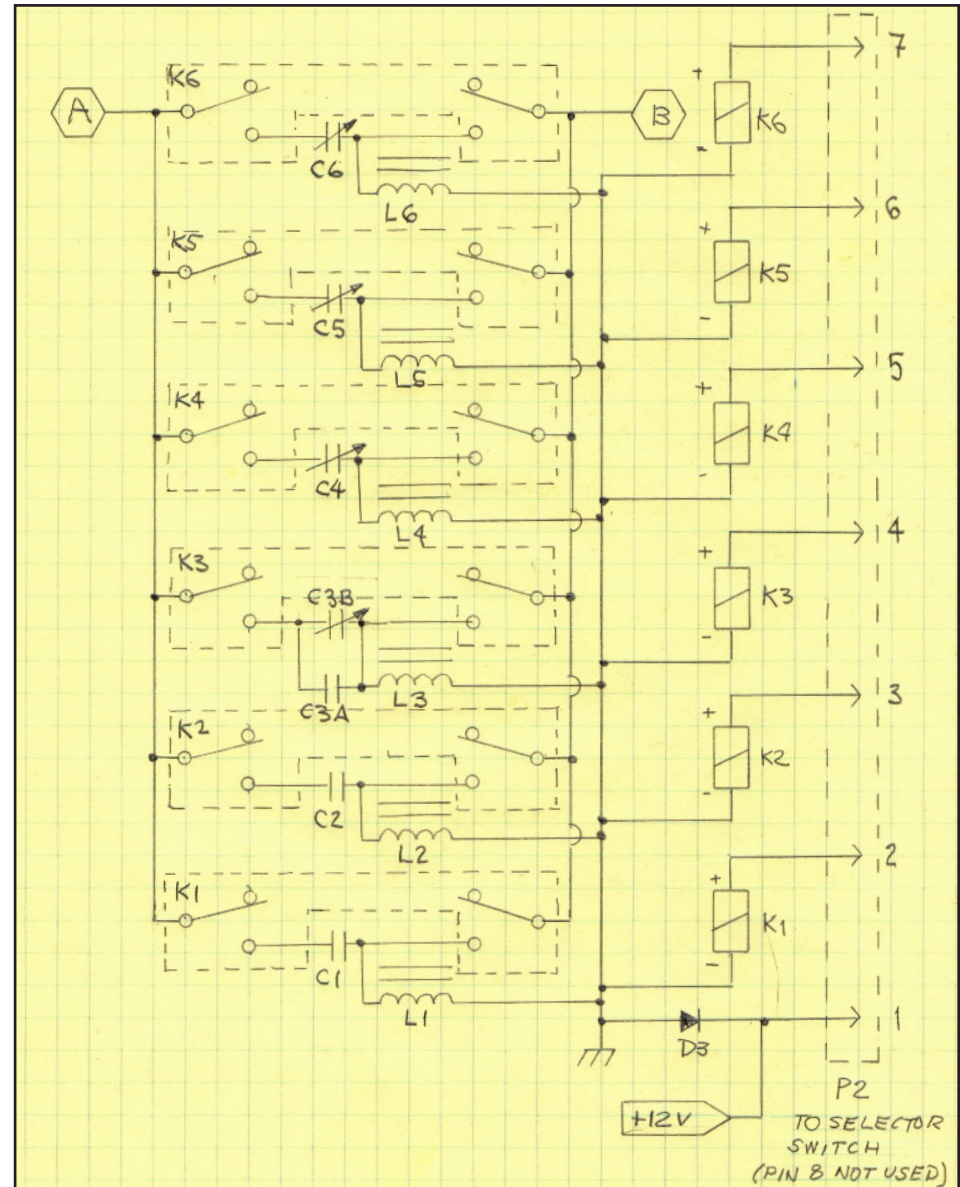 7
K6
A
B
K6
C6
L6
6
K5
K5
C5
L5
5
K4
K4
C4
L4
4
K3
K3
C3B
C3A
L3
3
K2
K2
C2
L2
2
K1
K1
C1
L1
1
D3
P2
+12V
TO SELECTOR
SWITCH
(PIN 8 NOT USED)